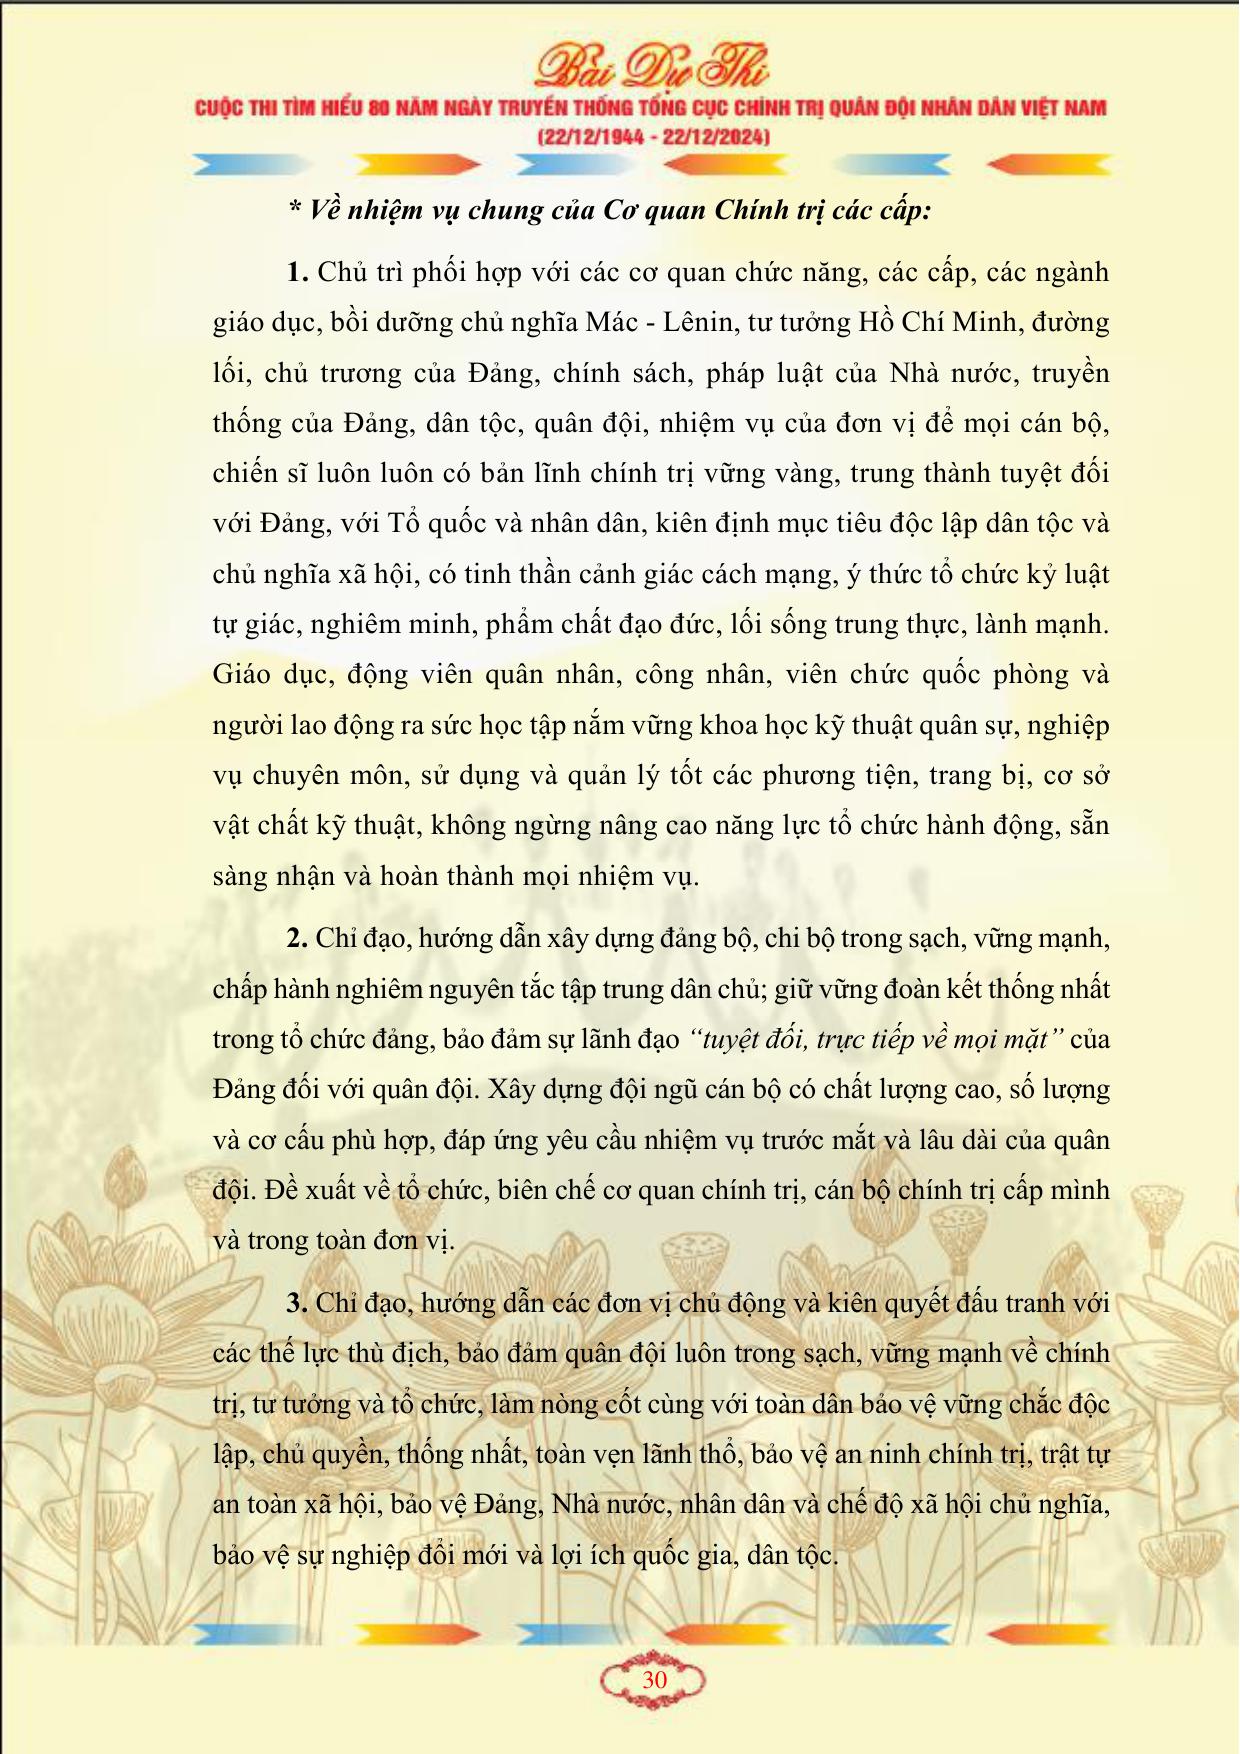 Bài Dự Thi
CUỘC THI TÌM HIỂU 80 NĂM NGÀY TRUYỀN THỐNG TỔNG CỤC CHÍNH TRỊ QUÂN ĐỘI NHÂN DÂN VIỆT NAM
(22/12/1944 - 22/12/2024)
* Về nhiệm vụ chung của Cơ quan Chính trị các cấp:
1. Chủ trì phối hợp với các cơ quan chức năng, các cấp, các ngành
giáo dục, bồi dưỡng chủ nghĩa Mác - Lênin, tư tưởng Hồ Chí Minh, đường
lối, chủ trương của Đảng, chính sách, pháp luật của Nhà nước, truyền
thống của Đảng, dân tộc, quân đội, nhiệm vụ của đơn vị để mọi cán bộ,
chiến sĩ luôn luôn có bản lĩnh chính trị vững vàng, trung thành tuyệt đối
với Đảng, với Tổ quốc và nhân dân, kiên định mục tiêu độc lập dân tộc và
chủ nghĩa xã hội, có tinh thần cảnh giác cách mạng, ý thức tổ chức kỷ luật
tự giác, nghiêm minh, phẩm chất đạo đức, lối sống trung thực, lành mạnh.
Giáo dục, động viên quân nhân, công nhân, viên chức quốc phòng và
người lao động ra sức học tập nắm vững khoa học kỹ thuật quân sự, nghiệp
vụ chuyên môn, sử dụng và quản lý tốt các phương tiện, trang bị, cơ sở
vật chất kỹ thuật, không ngừng nâng cao năng lực tổ chức hành động, sẵn
sàng nhận và hoàn thành mọi nhiệm vụ.
2. Chỉ đạo, hướng dẫn xây dựng đảng bộ, chi bộ trong sạch, vững mạnh,
chấp hành nghiêm nguyên tắc tập trung dân chủ; giữ vững đoàn kết thống nhất
trong tổ chức đảng, bảo đảm sự lãnh đạo “tuyệt đối, trực tiếp về mọi mặt” của
Đảng đối với quân đội. Xây dựng đội ngũ cán bộ có chất lượng cao, số lượng
và cơ cấu phù hợp, đáp ứng yêu cầu nhiệm vụ trước mắt và lâu dài của quân
đội. Đề xuất về tổ chức, biên chế cơ quan chính trị, cán bộ chính trị cấp mình
và trong toàn đơn vị.
3. Chỉ đạo, hướng dẫn các đơn vị chủ động và kiên quyết đấu tranh với
các thế lực thù địch, bảo đảm quân đội luôn trong sạch, vững mạnh về chính
trị, tư tưởng và tổ chức, làm nòng cốt cùng với toàn dân bảo vệ vững chắc độc
lập, chủ quyền, thống nhất, toàn vẹn lãnh thổ, bảo vệ an ninh chính trị, trật tự
an toàn xã hội, bảo vệ Đảng, Nhà nước, nhân dân và chế độ xã hội chủ nghĩa,
bảo vệ sự nghiệp đổi mới và lợi ích quốc gia, dân tộc.
30